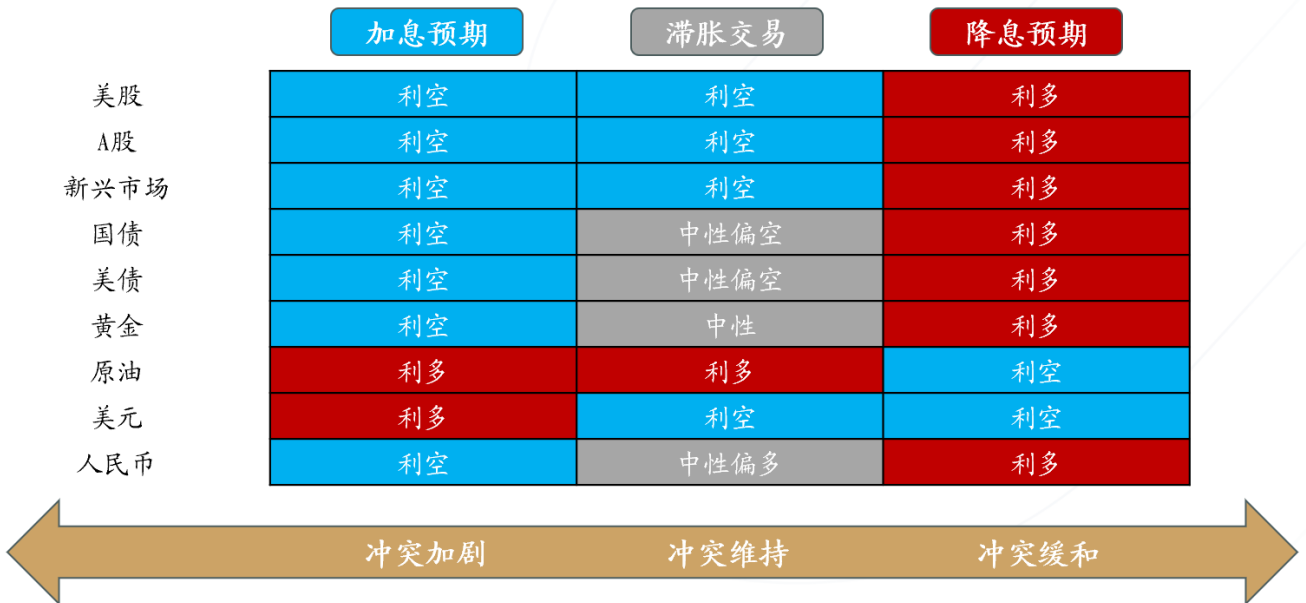 加息预期 滞胀交易 降息预期
美股 利空 利空 利多
A股 利空 利空 利多
新兴市场 利空 利空 利多
国债 利空 中性偏空 利多
美债 利空 中性偏空 利多
黄金 利空 中性 利多
原油 利多 利多 利空
美元 利多 利空 利空
人民币 利空 中性偏多 利多
冲突加剧 冲突维持 冲突缓和